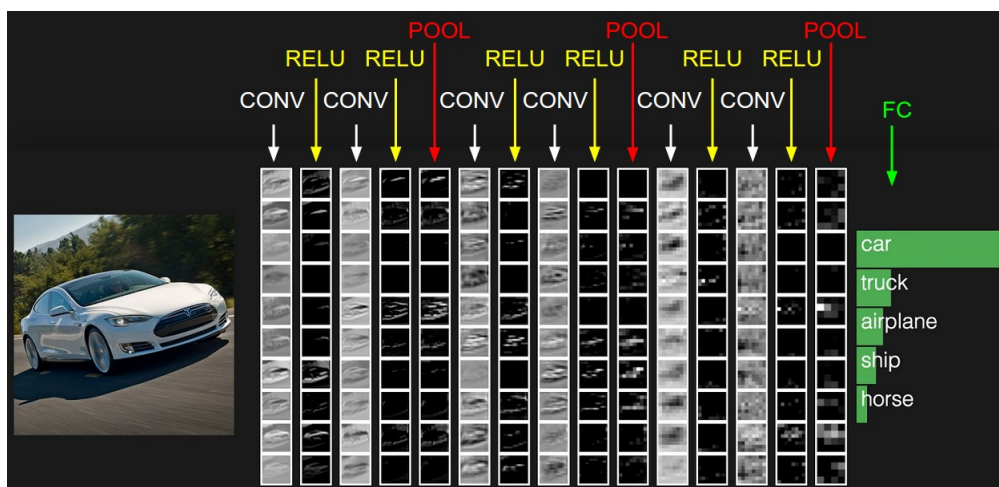 POOL POOL POOL
RELU RELU RELU RELU RELU RELU
CONV CONV CONV CONV CONV CONV
FC
car
truck
airplane
ship
horse